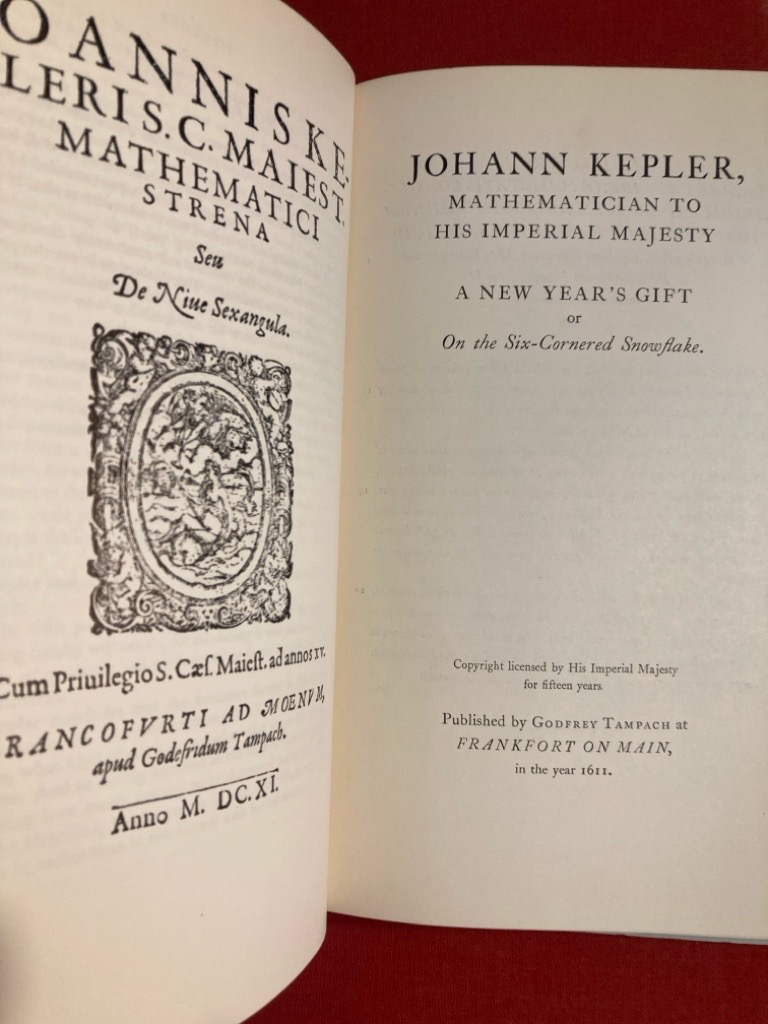 OANNIS KE.
LERI S.C. MAIEST.
MATHEMATICI
STRENA
Seu
De Niue Sexangula.
Cum Priuilegio S. Cæſ. Maieſt. ad annos xv.
RANCOFVRTI AD MOENVM,
apud Godefridum Tampach.
Anno M. DC.XI.
JOHANN KEPLER,
MATHEMATICIAN TO
HIS IMPERIAL MAJESTY
A NEW YEAR'S GIFT
or
On the Six-Cornered Snowflake.
Copyright licensed by His Imperial Majesty
for fifteen years
Published by GODFREY TAMPACH at
FRANKFORT ON MAIN,
in the year 1611.